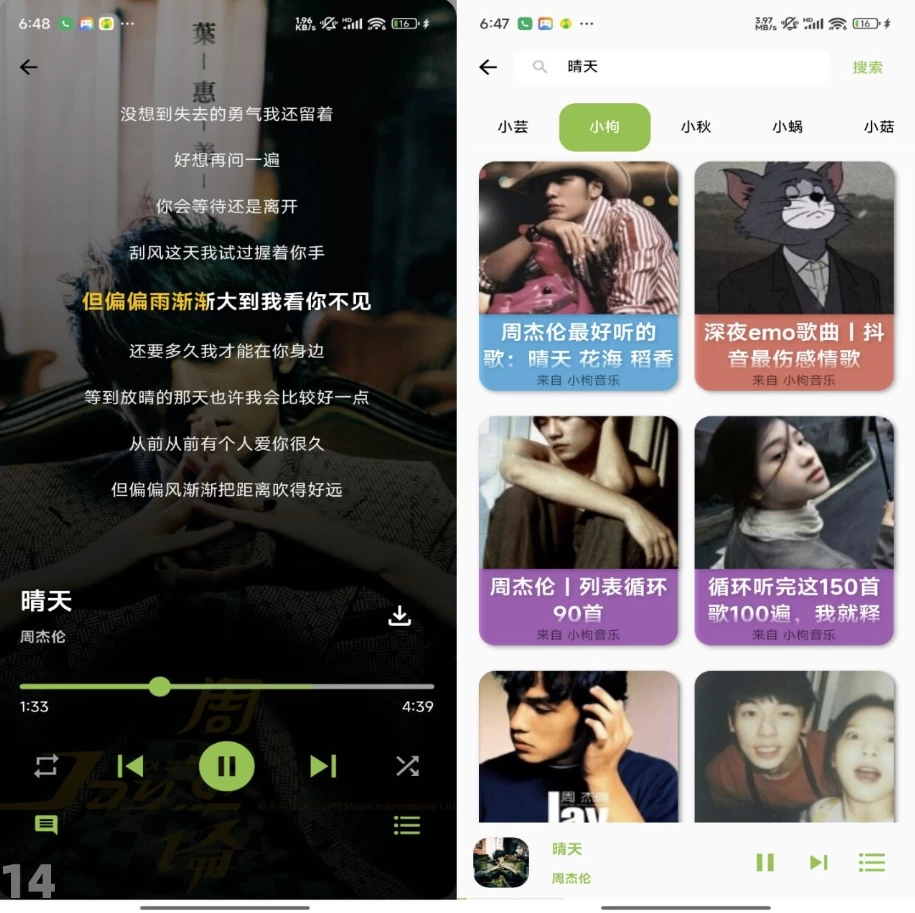 6:48
1.96
KB/s
HD
16
葉
惠
美
没想到失去的勇气我还留着
好想再问一遍
你会等待还是离开
刮风这天我试过握着你手
但偏偏雨渐渐大到我看你不见
还要多久我才能在你身边
等到放晴的那天也许我会比较好一点
从前从前有个人爱你很久
但偏偏风渐渐把距离吹得好远
晴天
周杰伦
1:33
4:39
周
杰
倫
Jay
14
6:47
3.97
MB/s
HD
16
晴天
搜索
小芸
小枸
小秋
小蜗
小菇
周杰伦最好听的
歌：晴天 花海 稻香
来自 小枸音乐
深夜emo歌曲丨抖
音最伤感情歌
来自 小枸音乐
周杰伦丨列表循环
90首
来自 小枸音乐
循环听完这150首
歌100遍，我就释
来自 小枸音乐
周杰倫
Jay
晴天
周杰伦